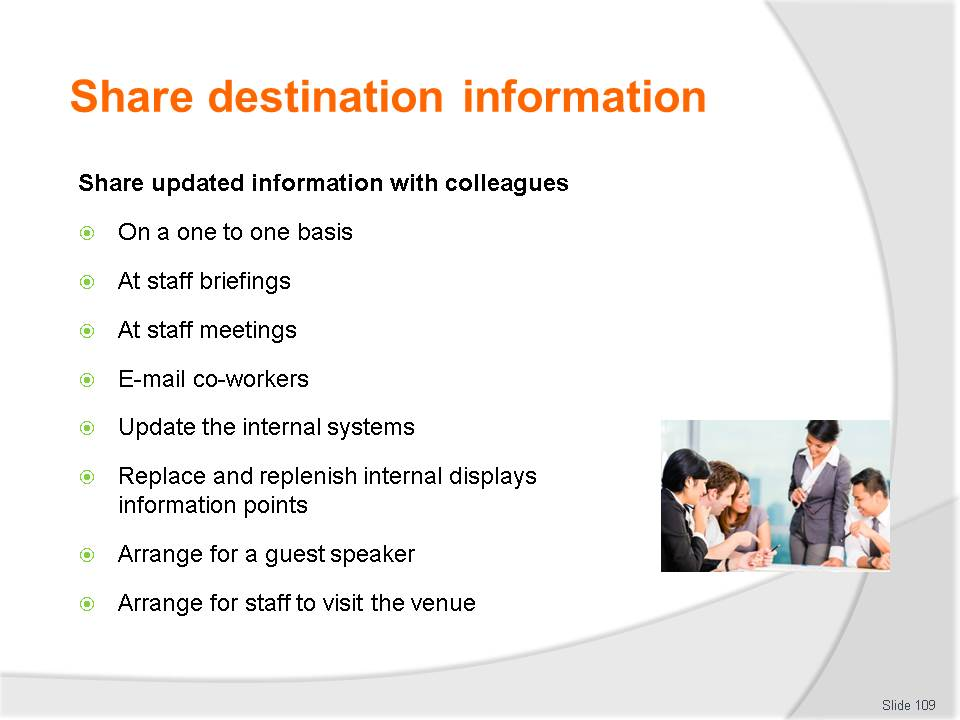 Share destination information
Share updated information with colleagues
On a one to one basis
At staff briefings
At staff meetings
E-mail co-workers
Update the internal systems
Replace and replenish internal displays
information points
Arrange for a guest speaker
Arrange for staff to visit the venue
Slide 109